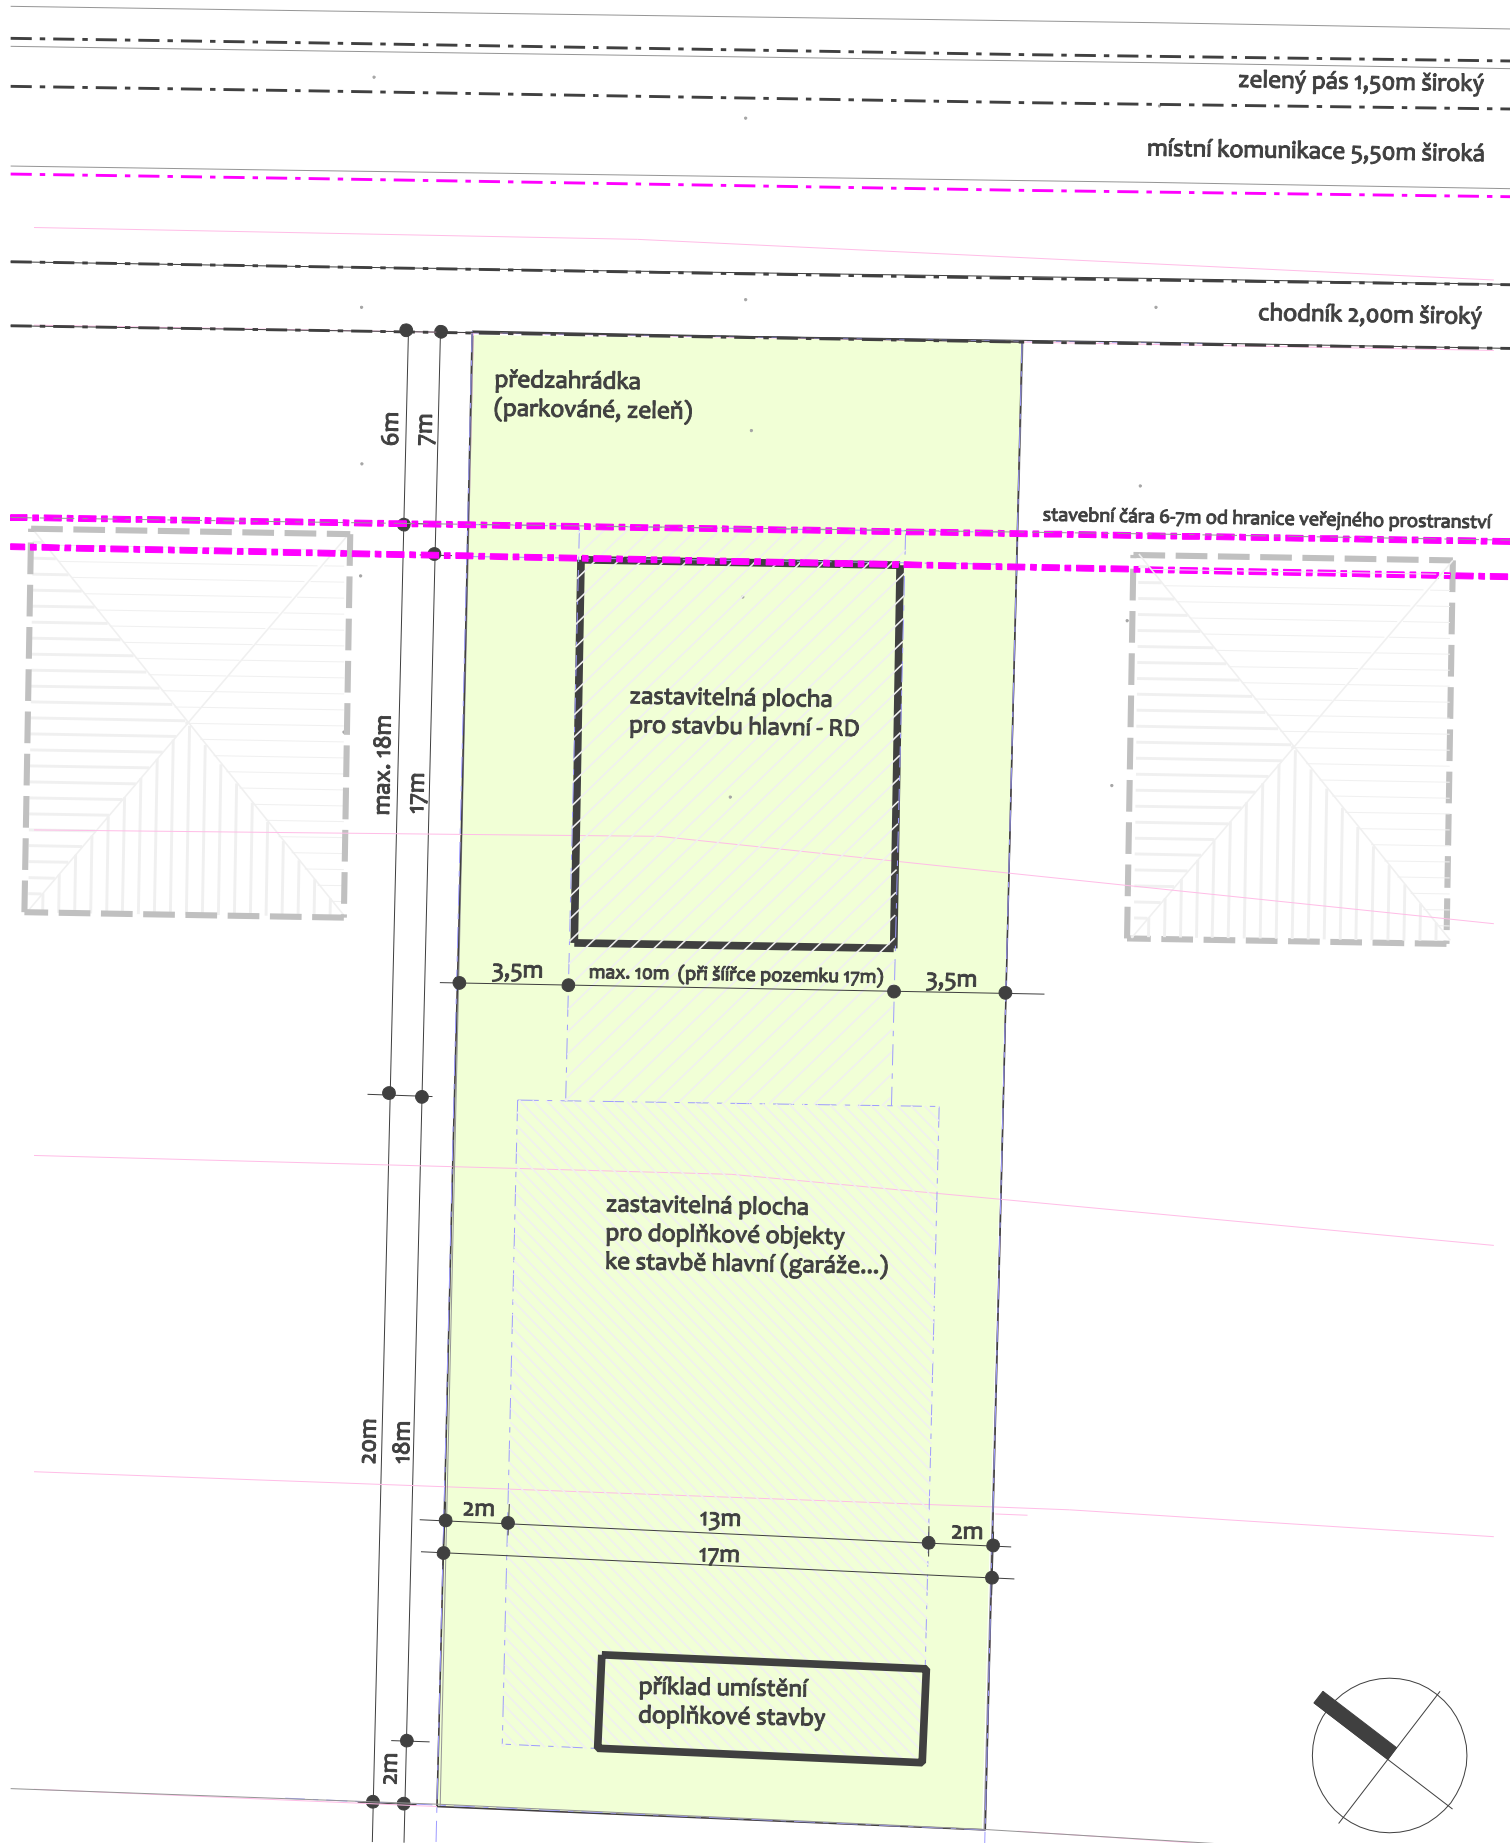 zelený pás 1,50m široký
místní komunikace 5,50m široká
chodník 2,00m široký
předzahrádka
(parkováné, zeleň)
6m
7m
stavební čára 6-7m od hranice veřejného prostranství
zastavitelná plocha
pro stavbu hlavní - RD
max. 18m
17m
3,5m
max. 10m (při šíířce pozemku 17m)
3,5m
zastavitelná plocha
pro doplňkové objekty
ke stavbě hlavní (garáže...)
20m
18m
2m
13m
2m
17m
příklad umístění
doplňkové stavby
2m